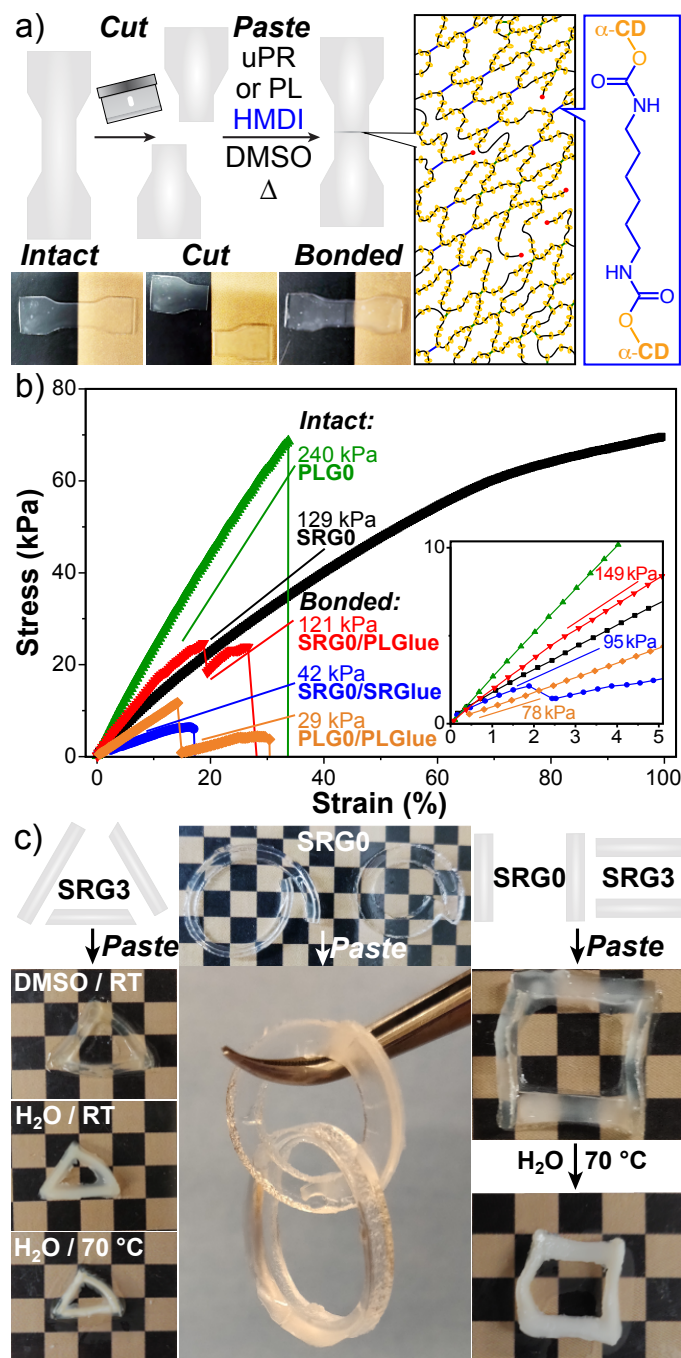 a)
Cut
Paste
uPR
or PL
HMDI
DMSO
Δ
Intact
Cut
Bonded
α-CD
O
O
NH
NH
O
O
α-CD
b)
Stress (kPa)
80
60
40
20
0
0
20
40
60
80
100
Strain (%)
Intact:
240 kPa
PLG0
129 kPa
SRG0
Bonded:
121 kPa
SRG0/PLGlue
42 kPa
SRG0/SRGlue
29 kPa
PLG0/PLGlue
10
0
0
1
2
3
4
5
149 kPa
95 kPa
78 kPa
c)
SRG3
Paste
DMSO / RT
H₂O / RT
H₂O / 70 °C
SRG0
Paste
SRG0
SRG3
Paste
H₂O
70 °C